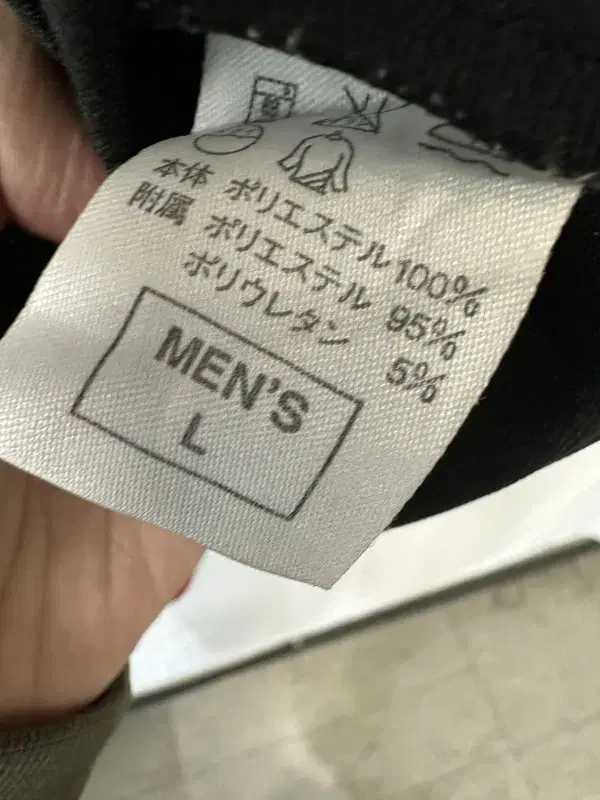 本体 ポリエステル100%
附属 ポリエステル 95%
ポリウレタン 5%
MEN'S
L